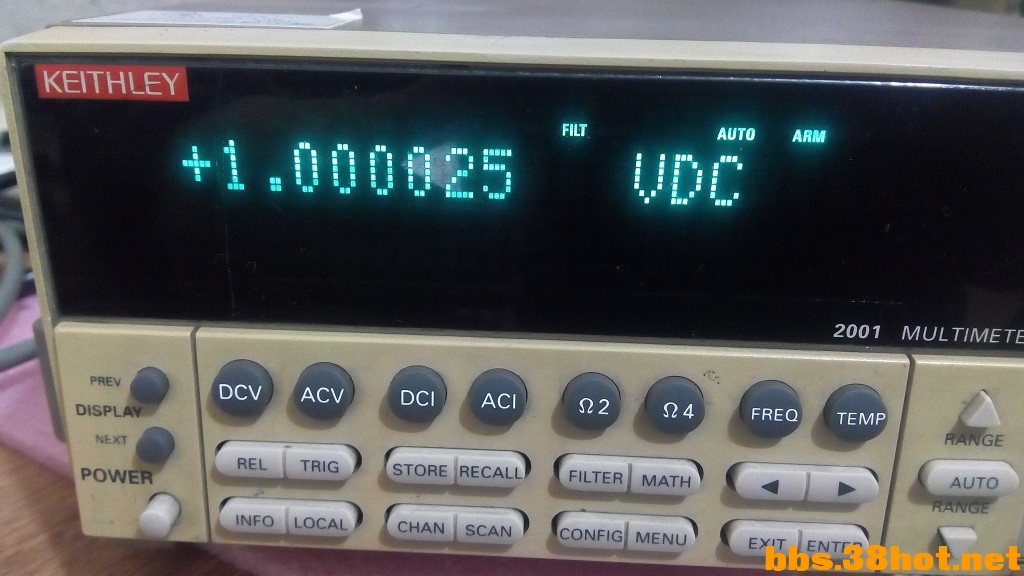 KEITHLEY
FILT AUTO ARM
+1.000025 VDC
2001 MULTIMETE
PREV
DISPLAY
NEXT
POWER
DCV ACV DCI ACI Ω2 Ω4 FREQ TEMP
REL TRIG STORE RECALL FILTER MATH ◀ ▶
INFO LOCAL CHAN SCAN CONFIG MENU EXIT ENTER
RANGE
AUTO
RANGE
bbs.38hot.net